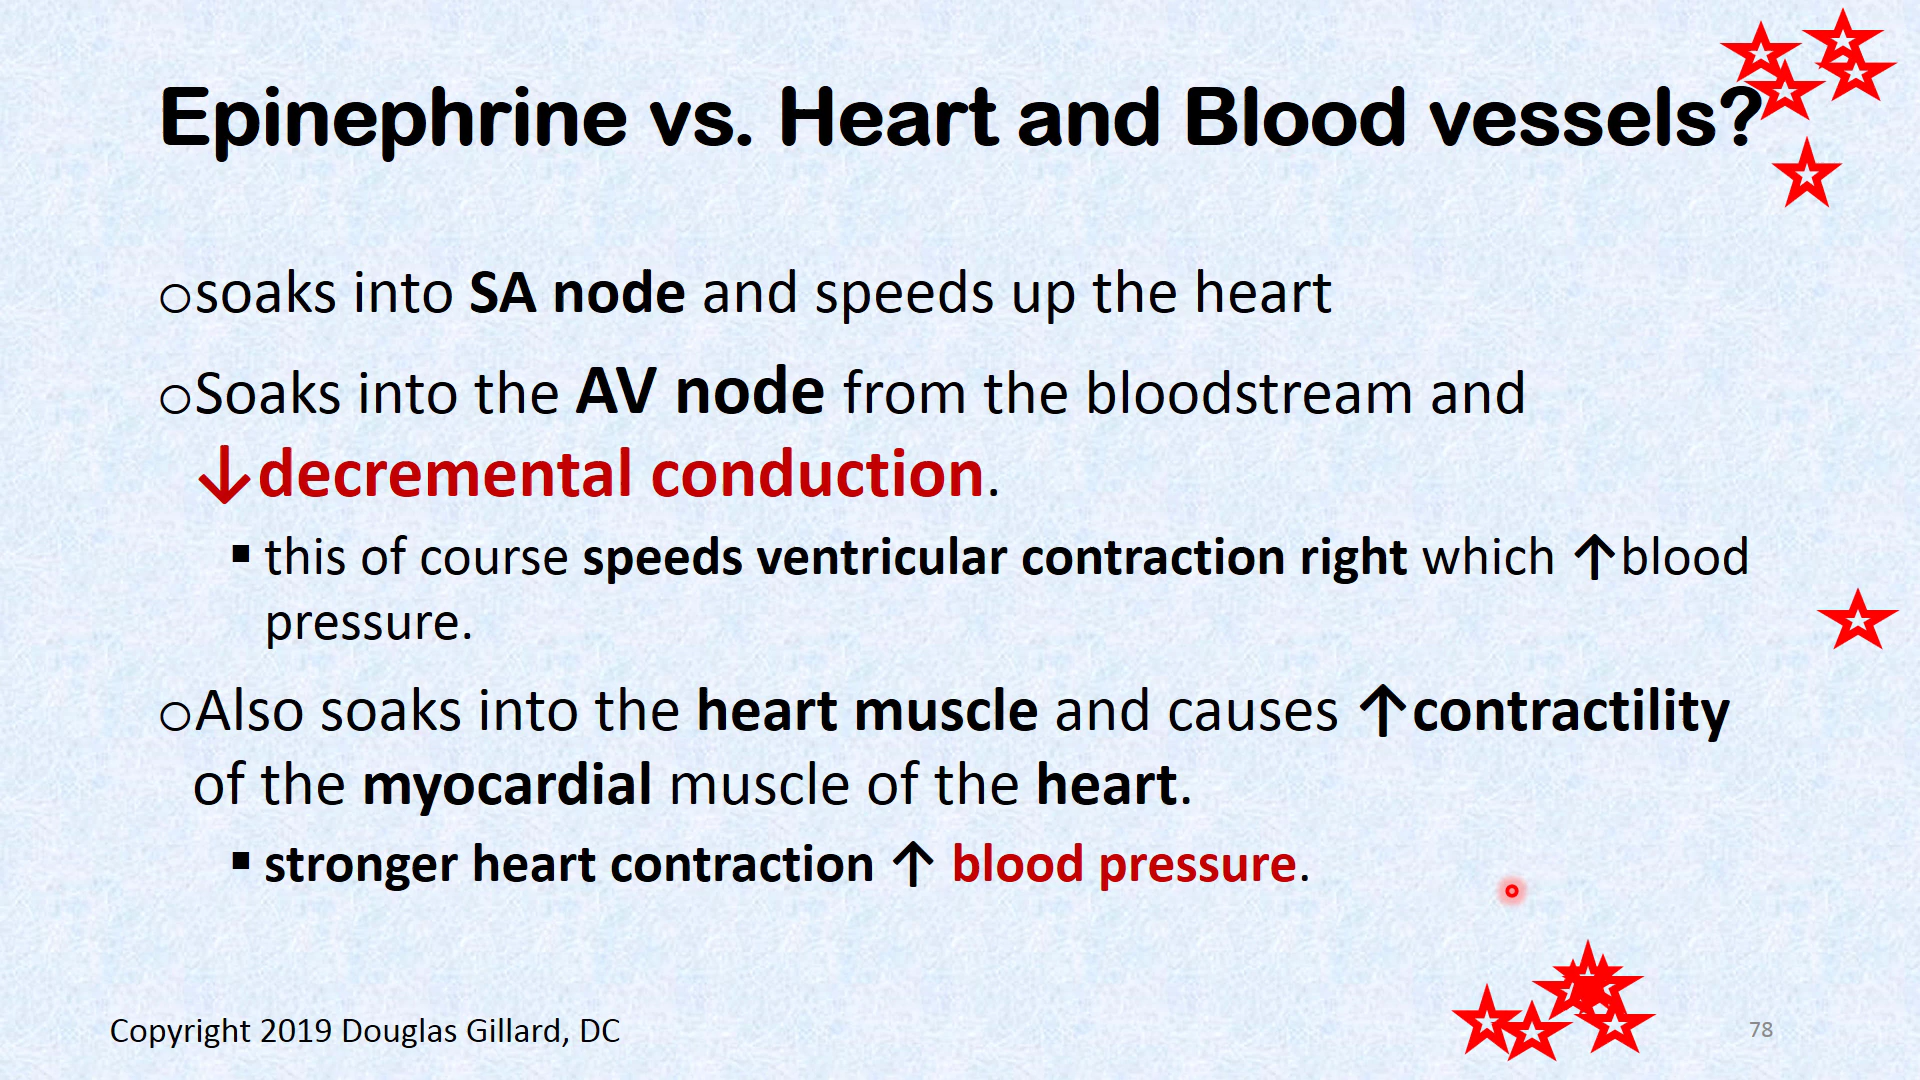 Epinephrine vs. Heart and Blood vessels?
osoaks into SA node and speeds up the heart
oSoaks into the AV node from the bloodstream and
↓decremental conduction.
▪ this of course speeds ventricular contraction right which ↑blood
pressure.
oAlso soaks into the heart muscle and causes ↑contractility
of the myocardial muscle of the heart.
▪ stronger heart contraction ↑ blood pressure.
Copyright 2019 Douglas Gillard, DC
78